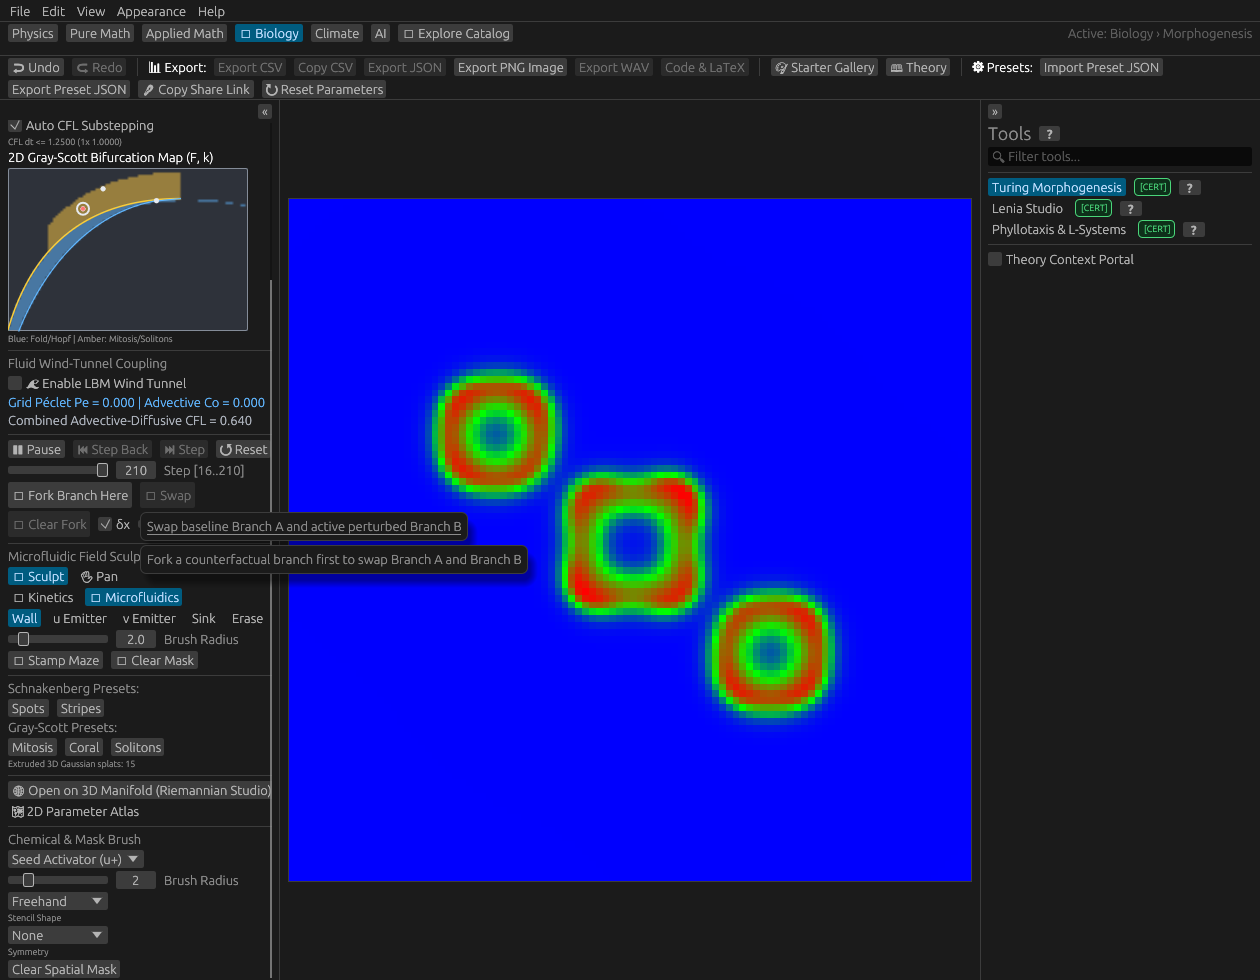 File Edit View Appearance Help
Physics Pure Math Applied Math Biology Climate AI Explore Catalog Active: Biology › Morphogenesis
Undo Redo Export: Export CSV Copy CSV Export JSON Export PNG Image Export WAV Code & LaTeX Starter Gallery Theory Presets: Import Preset JSON
Export Preset JSON Copy Share Link Reset Parameters
«
Auto CFL Substepping
CFL dt <= 1.2500 (1x 1.0000)
2D Gray-Scott Bifurcation Map (F, k)
Blue: Fold/Hopf | Amber: Mitosis/Solitons
Fluid Wind-Tunnel Coupling
Enable LBM Wind Tunnel
Grid Péclet Pe = 0.000 | Advective Co = 0.000
Combined Advective-Diffusive CFL = 0.640
Pause Step Back Step Reset
210 Step [16..210]
Fork Branch Here Swap
Clear Fork δx
Swap baseline Branch A and active perturbed Branch B
Fork a counterfactual branch first to swap Branch A and Branch B
Microfluidic Field Sculp
Sculpt Pan
Kinetics Microfluidics
Wall u Emitter v Emitter Sink Erase
2.0 Brush Radius
Stamp Maze Clear Mask
Schnakenberg Presets:
Spots Stripes
Gray-Scott Presets:
Mitosis Coral Solitons
Extruded 3D Gaussian splats: 15
Open on 3D Manifold (Riemannian Studio)
2D Parameter Atlas
Chemical & Mask Brush
Seed Activator (u+)
2 Brush Radius
Freehand
Stencil Shape
None
Symmetry
Clear Spatial Mask
»
Tools ?
Filter tools...
Turing Morphogenesis [CERT] ?
Lenia Studio [CERT] ?
Phyllotaxis & L-Systems [CERT] ?
Theory Context Portal